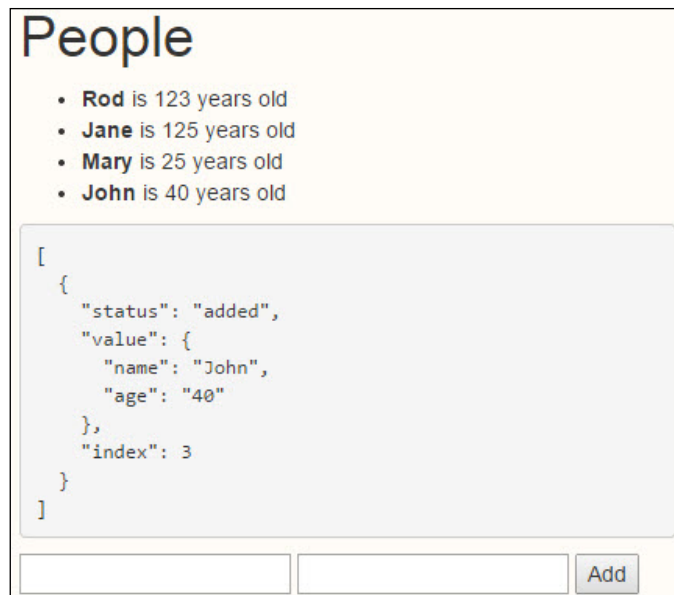 People
• Rod is 123 years old
• Jane is 125 years old
• Mary is 25 years old
• John is 40 years old
[
  {
    "status": "added",
    "value": {
      "name": "John",
      "age": "40"
    },
    "index": 3
  }
]
Add